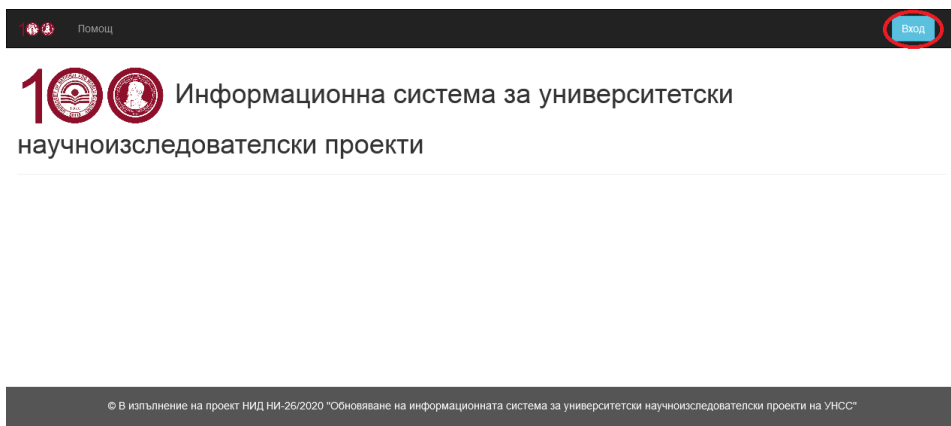 Помощ
Вход
100 Информационна система за университетски
научноизследователски проекти
© В изпълнение на проект НИД НИ-26/2020 "Обновяване на информационната система за университетски научноизследователски проекти на УНСС"